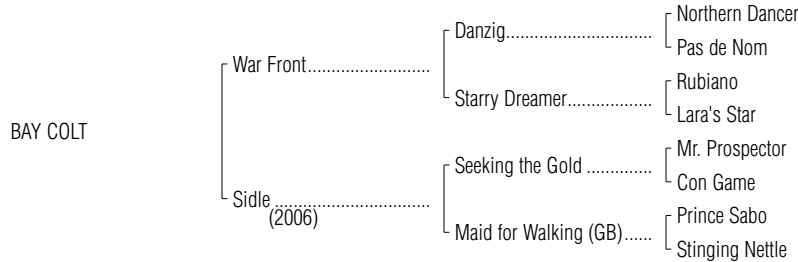 Northern Dancer
Danzig..............................
Pas de Nom
War Front.........................
Rubiano
Starry Dreamer.................
Lara's Star
BAY COLT
Mr. Prospector
Seeking the Gold ..............
Con Game
Sidle ................................
(2006)
Prince Sabo
Maid for Walking (GB)......
Stinging Nettle